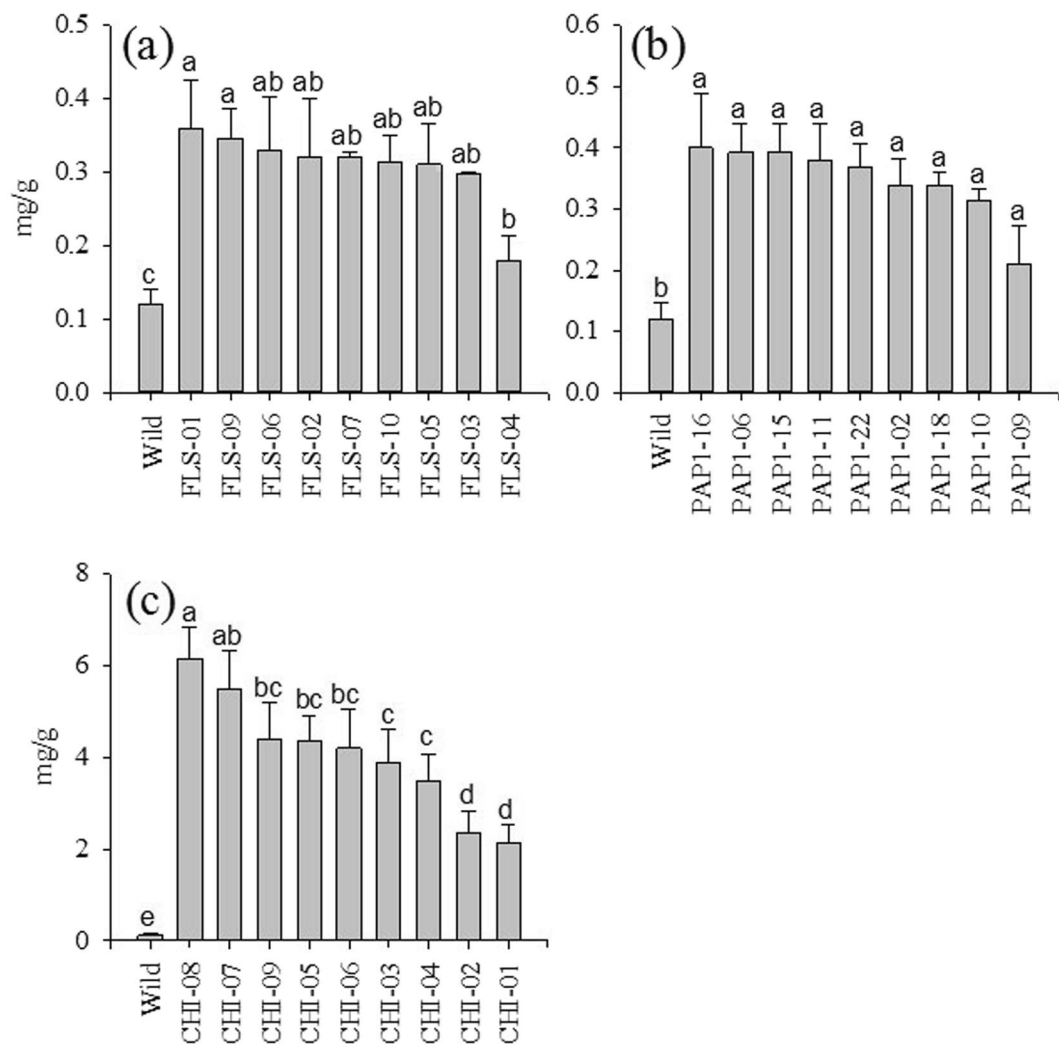 (a)
mg/g
0.5
0.4
0.3
0.2
0.1
0.0
c
a
a
ab
ab
ab
ab
ab
ab
b
Wild
FLS-01
FLS-09
FLS-06
FLS-02
FLS-07
FLS-10
FLS-05
FLS-03
FLS-04
(b)
0.6
0.5
0.4
0.3
0.2
0.1
0.0
b
a
a
a
a
a
a
a
a
a
Wild
PAP1-16
PAP1-06
PAP1-15
PAP1-11
PAP1-22
PAP1-02
PAP1-18
PAP1-10
PAP1-09
(c)
mg/g
8
6
4
2
0
e
a
ab
bc
bc
bc
c
c
d
d
Wild
CHI-08
CHI-07
CHI-09
CHI-05
CHI-06
CHI-03
CHI-04
CHI-02
CHI-01